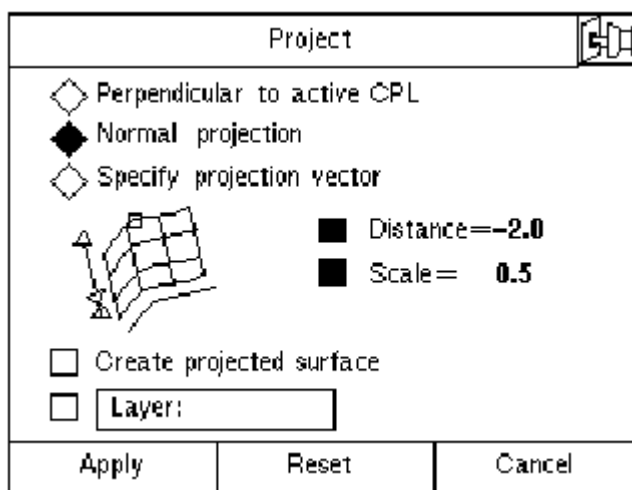 Project
Perpendicular to active CPL
Normal projection
Specify projection vector
Distance=-2.0
Scale= 0.5
Create projected surface
Layer:
Apply Reset Cancel